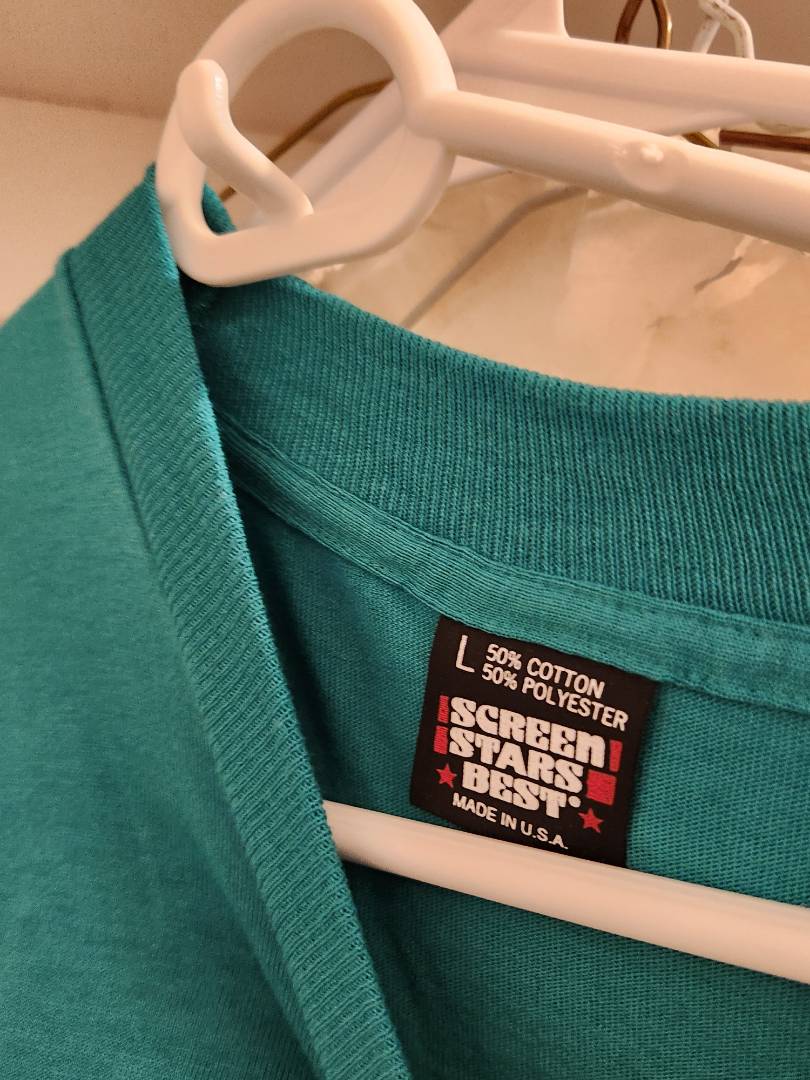 L 50% COTTON
50% POLYESTER
SCREEN
STARS
BEST®
MADE IN U.S.A.